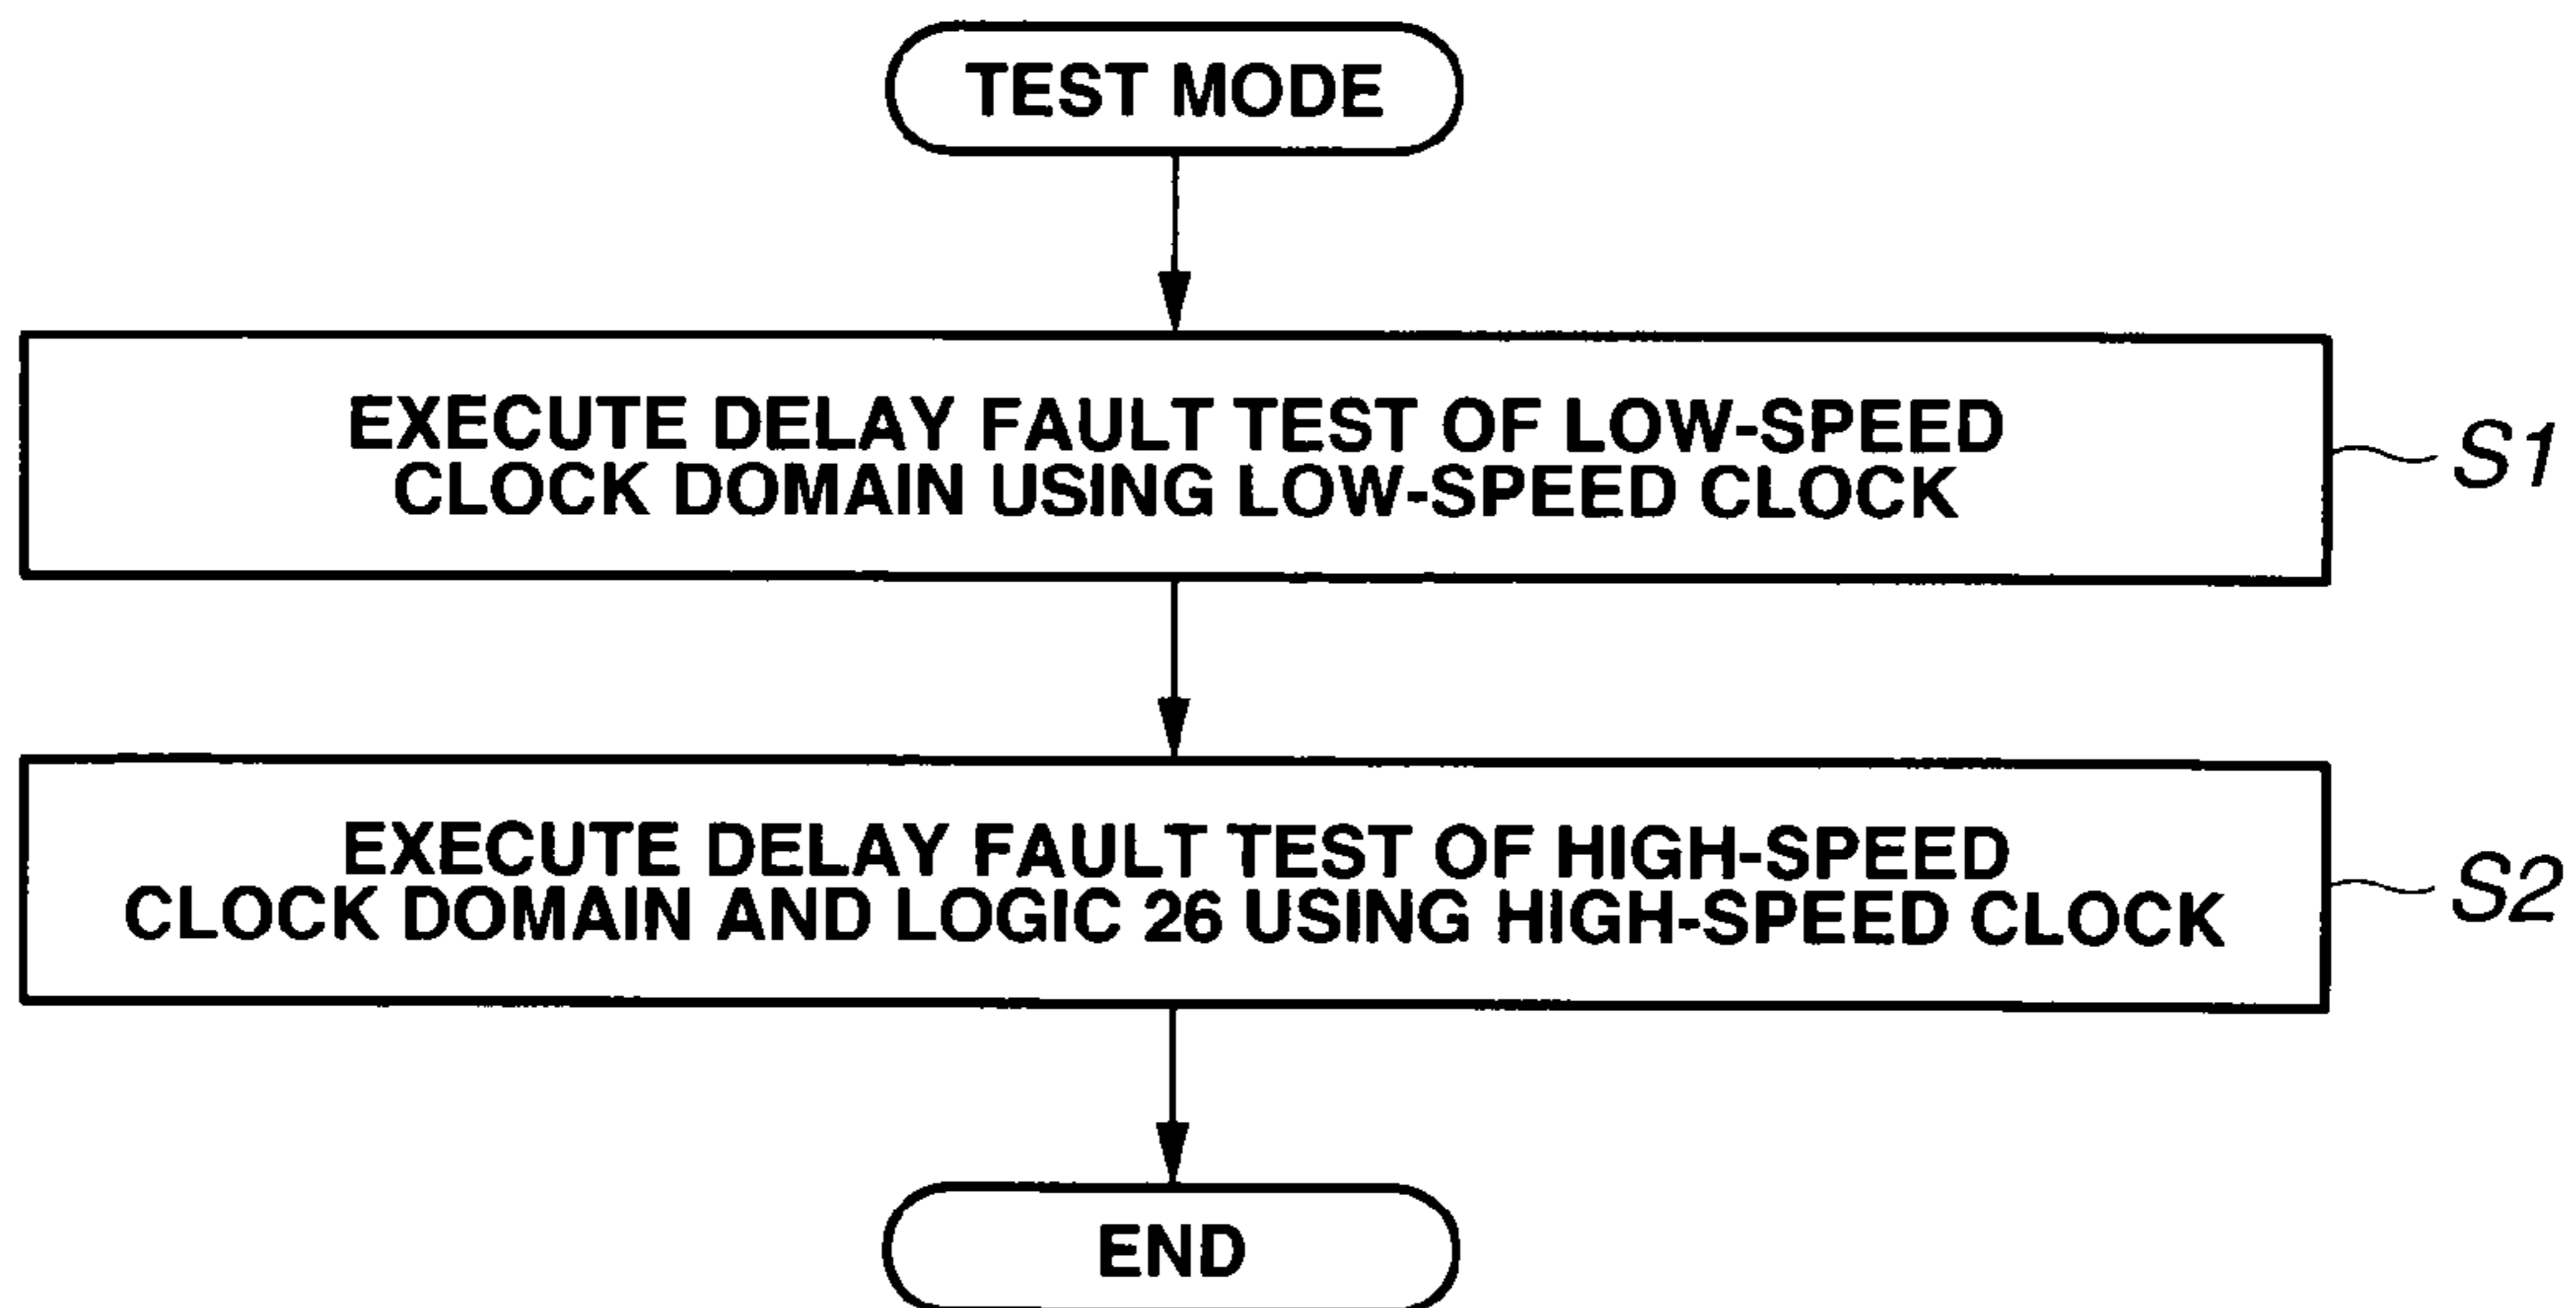 TEST MODE
EXECUTE DELAY FAULT TEST OF LOW-SPEED
CLOCK DOMAIN USING LOW-SPEED CLOCK
S1
EXECUTE DELAY FAULT TEST OF HIGH-SPEED
CLOCK DOMAIN AND LOGIC 26 USING HIGH-SPEED CLOCK
S2
END